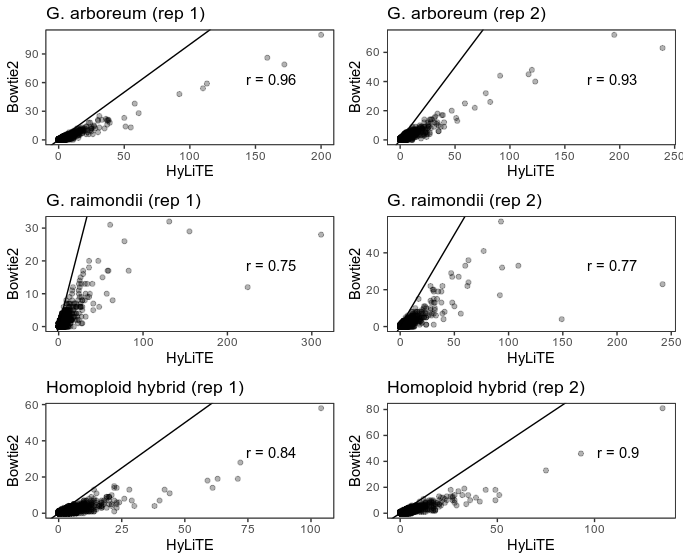 G. arboreum (rep 1)
Bowtie2
90
60
30
0
r = 0.96
0 50 100 150 200
HyLiTE
G. arboreum (rep 2)
Bowtie2
60
40
20
0
r = 0.93
0 50 100 150 200 250
HyLiTE
G. raimondii (rep 1)
Bowtie2
30
20
10
0
r = 0.75
0 100 200 300
HyLiTE
G. raimondii (rep 2)
Bowtie2
40
20
0
r = 0.77
0 50 100 150 200 250
HyLiTE
Homoploid hybrid (rep 1)
Bowtie2
60
40
20
0
r = 0.84
0 25 50 75 100
HyLiTE
Homoploid hybrid (rep 2)
Bowtie2
80
60
40
20
0
r = 0.9
0 100
HyLiTE